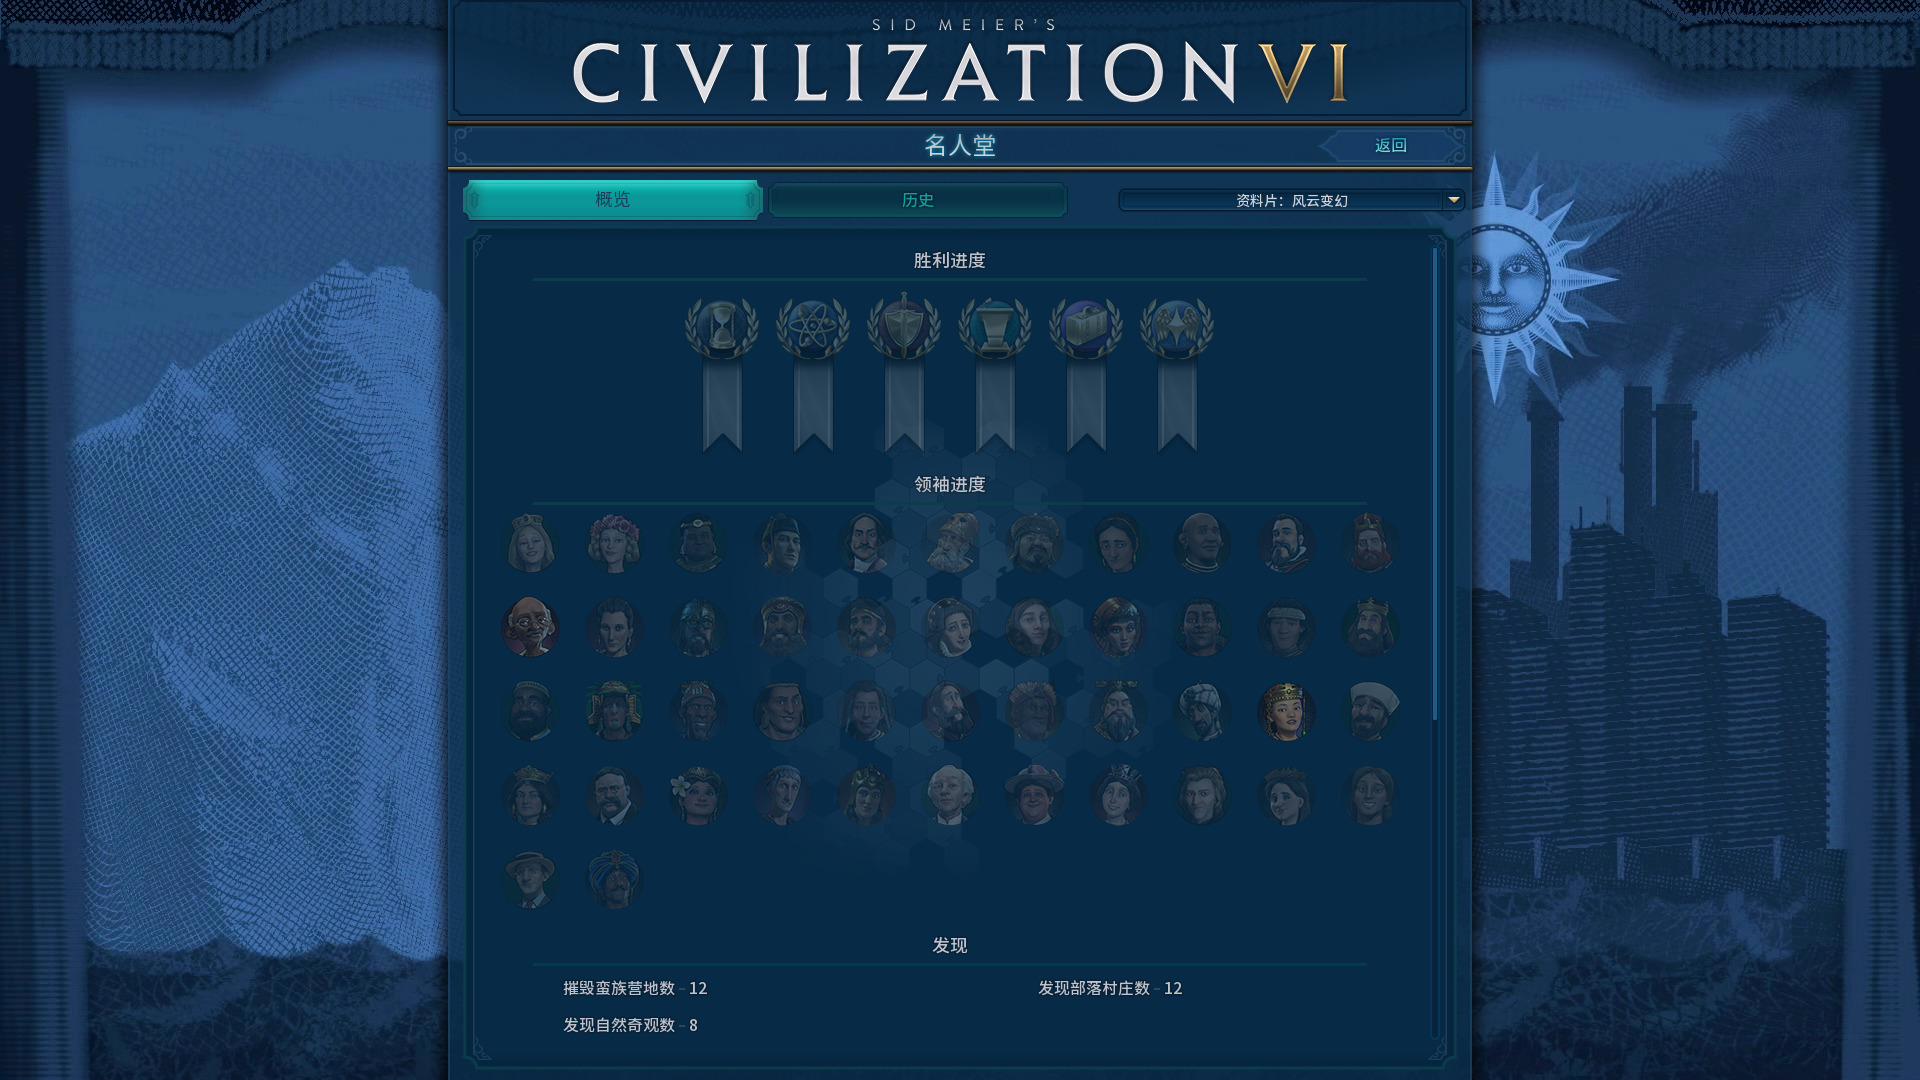 SID MEIER'S
CIVILIZATION VI
名人堂
返回
概览
历史
资料片：风云变幻
胜利进度
领袖进度
发现
摧毁蛮族营地数 - 12
发现部落村庄数 - 12
发现自然奇观数 - 8